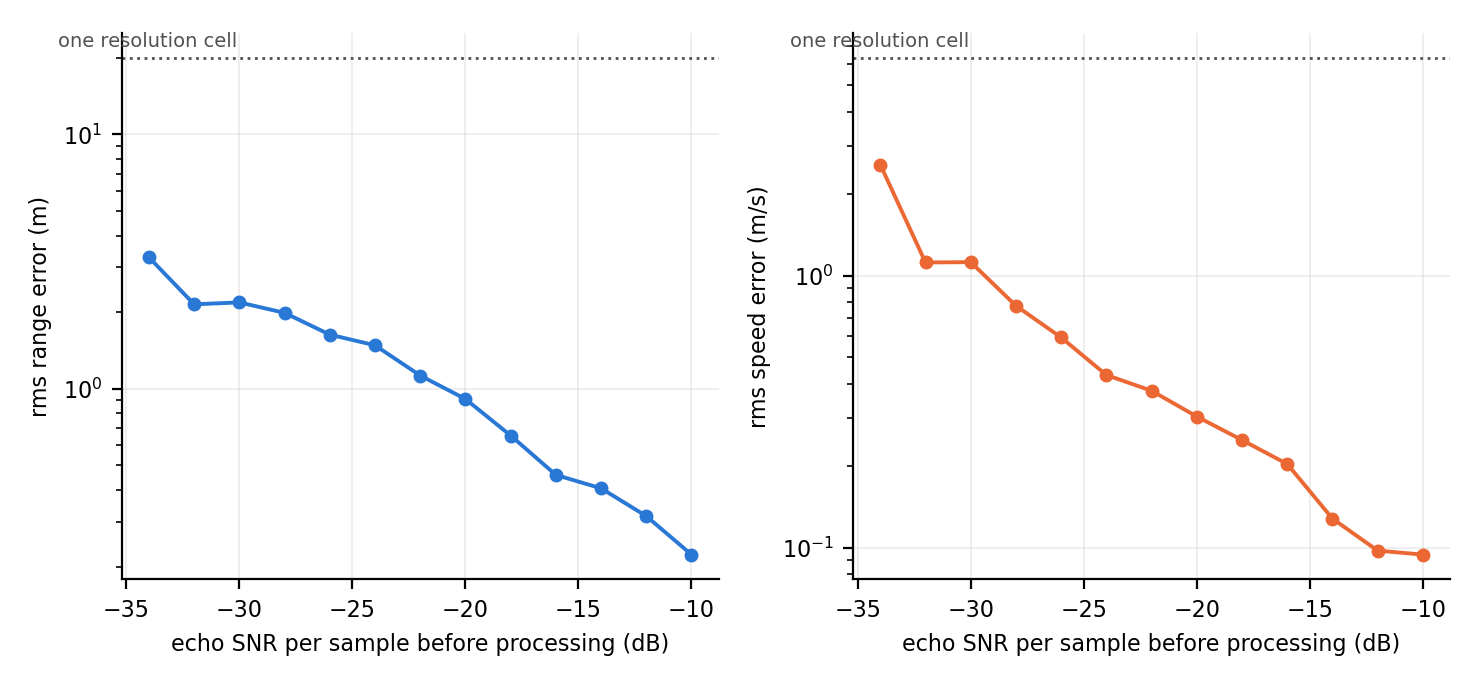 one resolution cell
10¹
10⁰
rms range error (m)
−35 −30 −25 −20 −15 −10
echo SNR per sample before processing (dB)
one resolution cell
10⁰
10⁻¹
rms speed error (m/s)
−35 −30 −25 −20 −15 −10
echo SNR per sample before processing (dB)